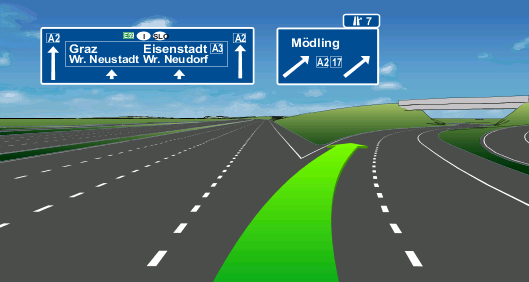 A2 E59 I SLO A2
Graz Eisenstadt A3
Wr. Neustadt Wr. Neudorf
7
Mödling
A2 17